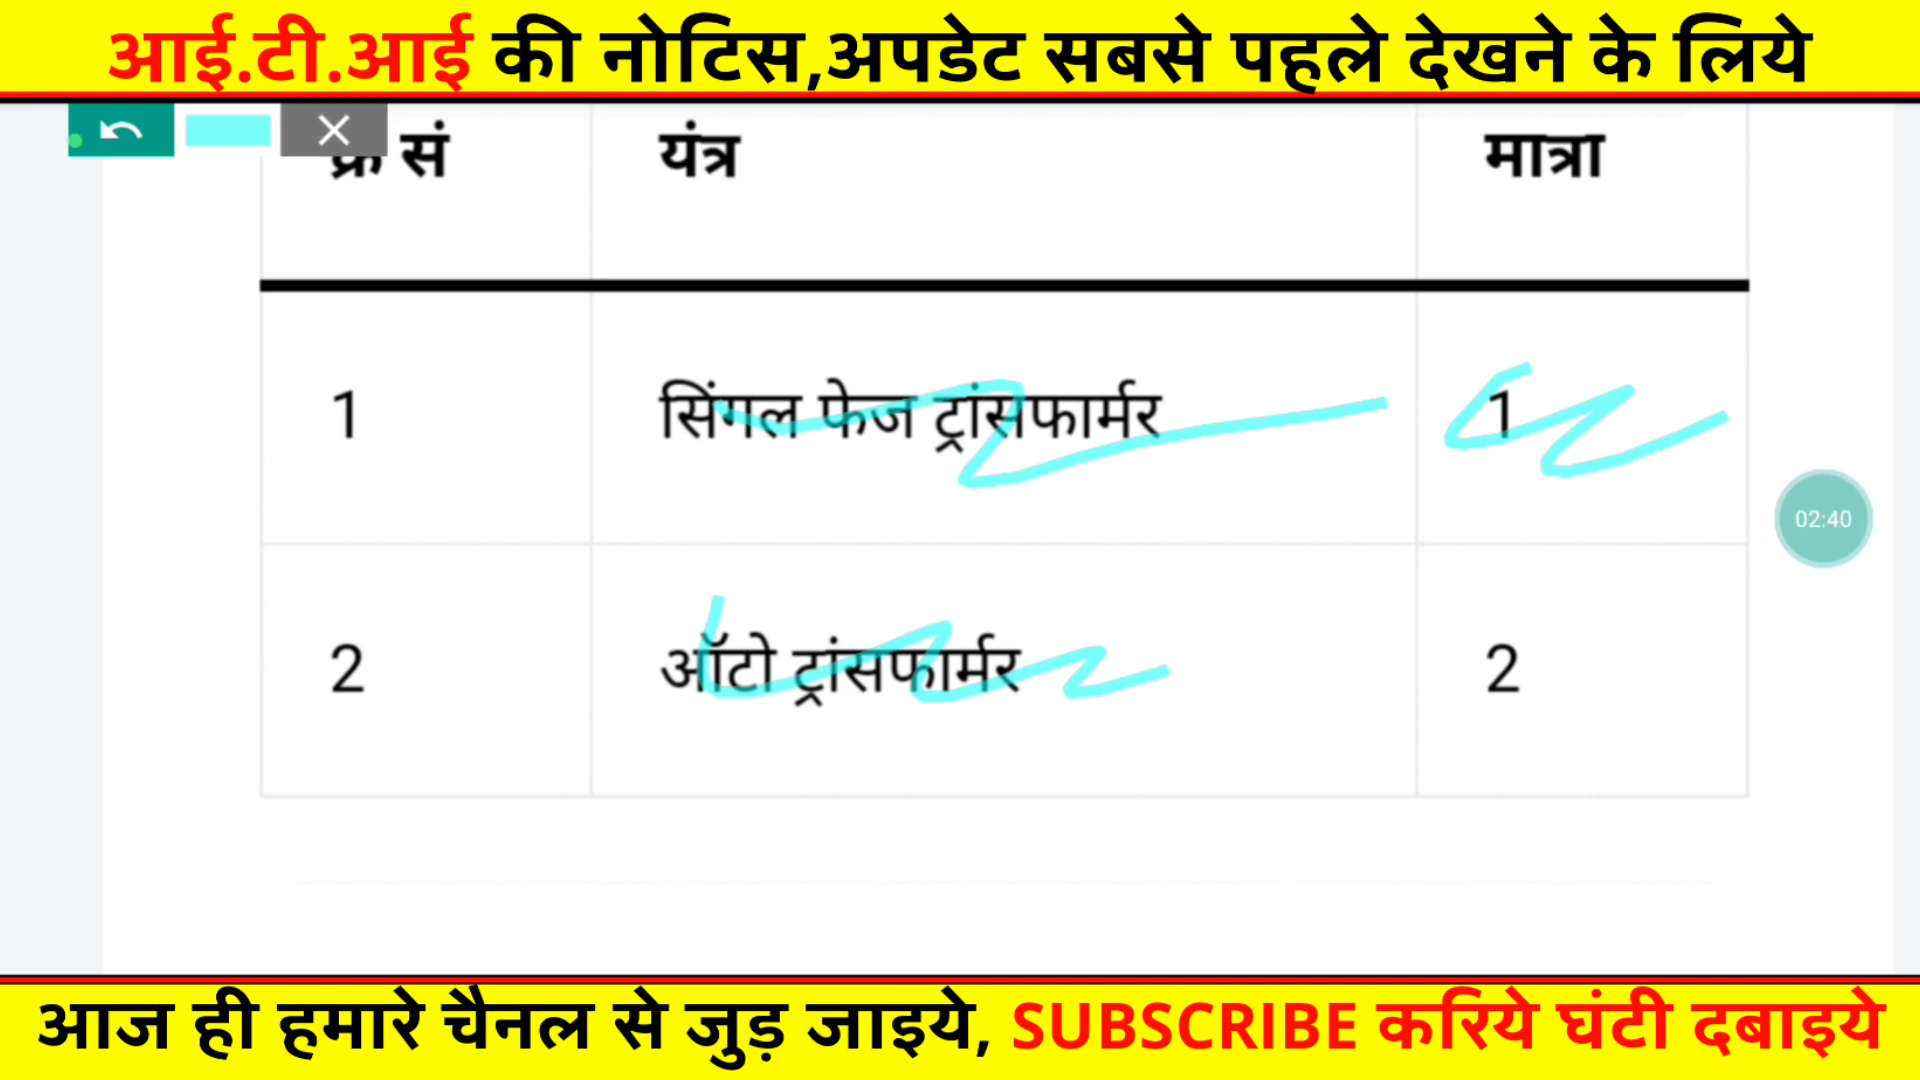 आई.टी.आई की नोटिस,अपडेट सबसे पहले देखने के लिये
क्र सं यंत्र मात्रा
1 सिंगल फेज ट्रांसफार्मर 1
02:40
2 ऑटो ट्रांसफार्मर 2
आज ही हमारे चैनल से जुड़ जाइये, SUBSCRIBE करिये घंटी दबाइये